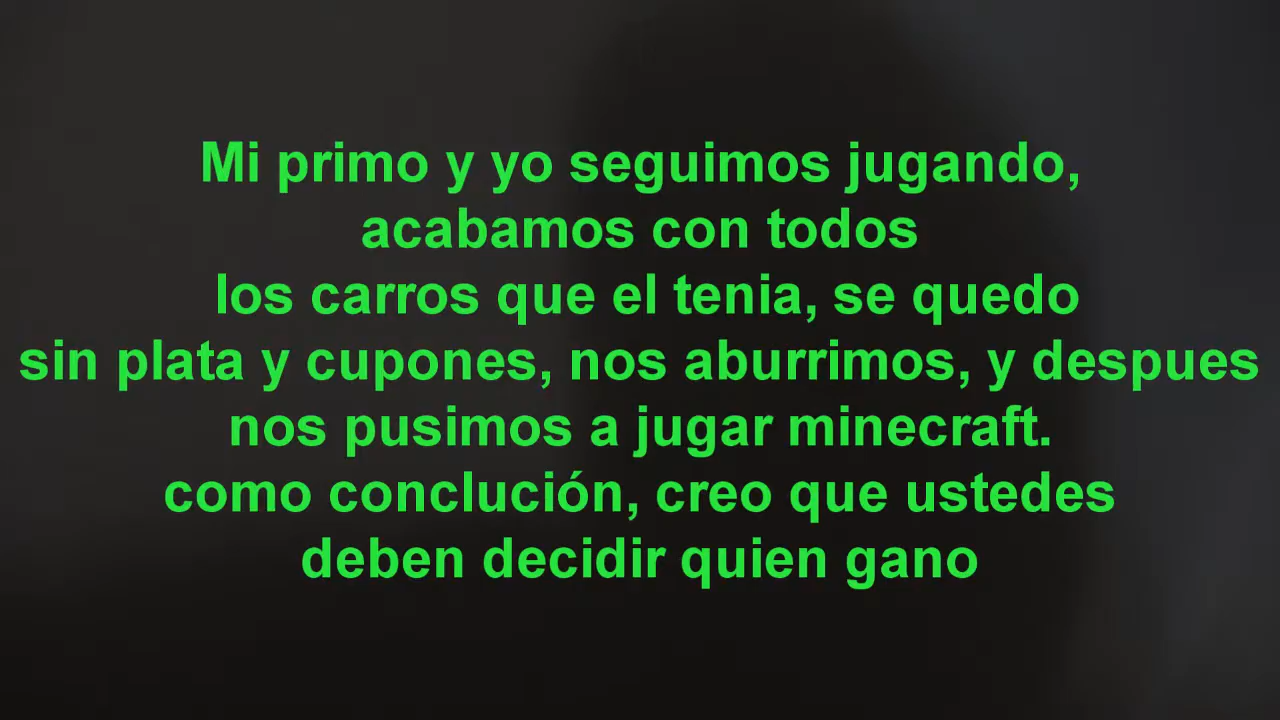 Mi primo y yo seguimos jugando,
acabamos con todos
los carros que el tenia, se quedo
sin plata y cupones, nos aburrimos, y despues
nos pusimos a jugar minecraft.
como conclución, creo que ustedes
deben decidir quien gano